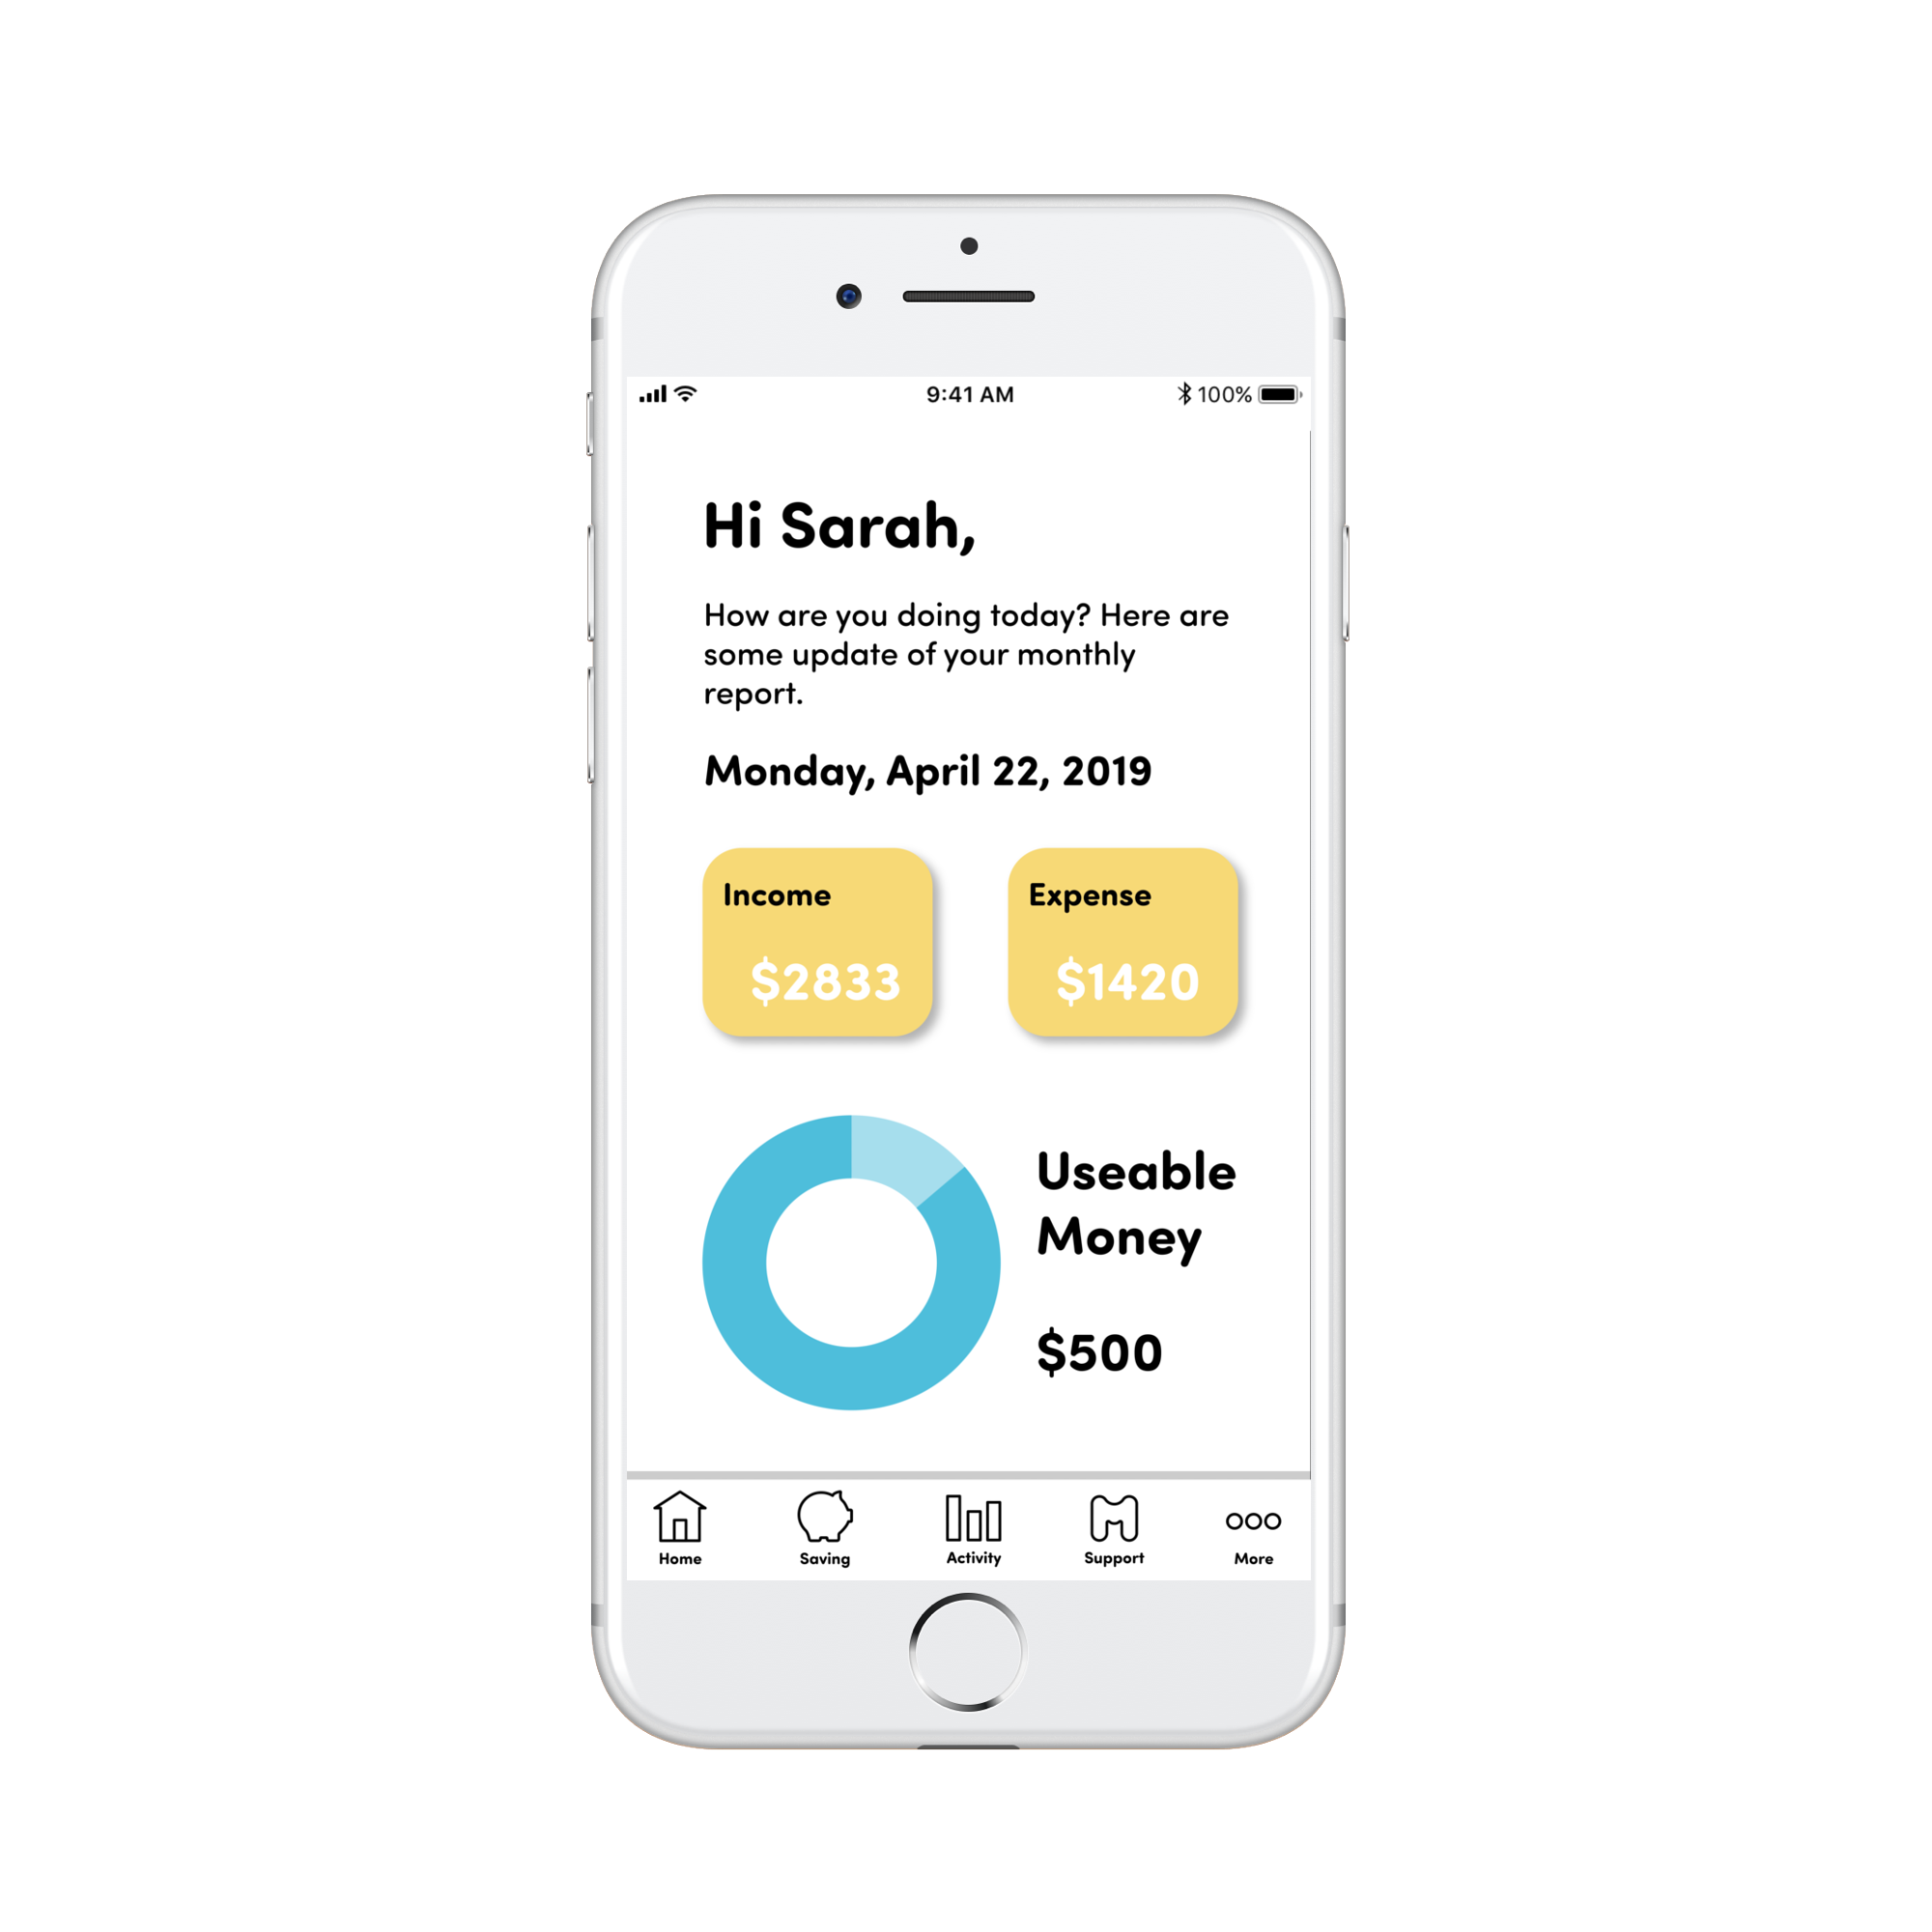 9:41 AM
100%
Hi Sarah,
How are you doing today? Here are
some update of your monthly
report.
Monday, April 22, 2019
Income
$2833
Expense
$1420
Useable
Money
$500
Home
Saving
Activity
Support
More